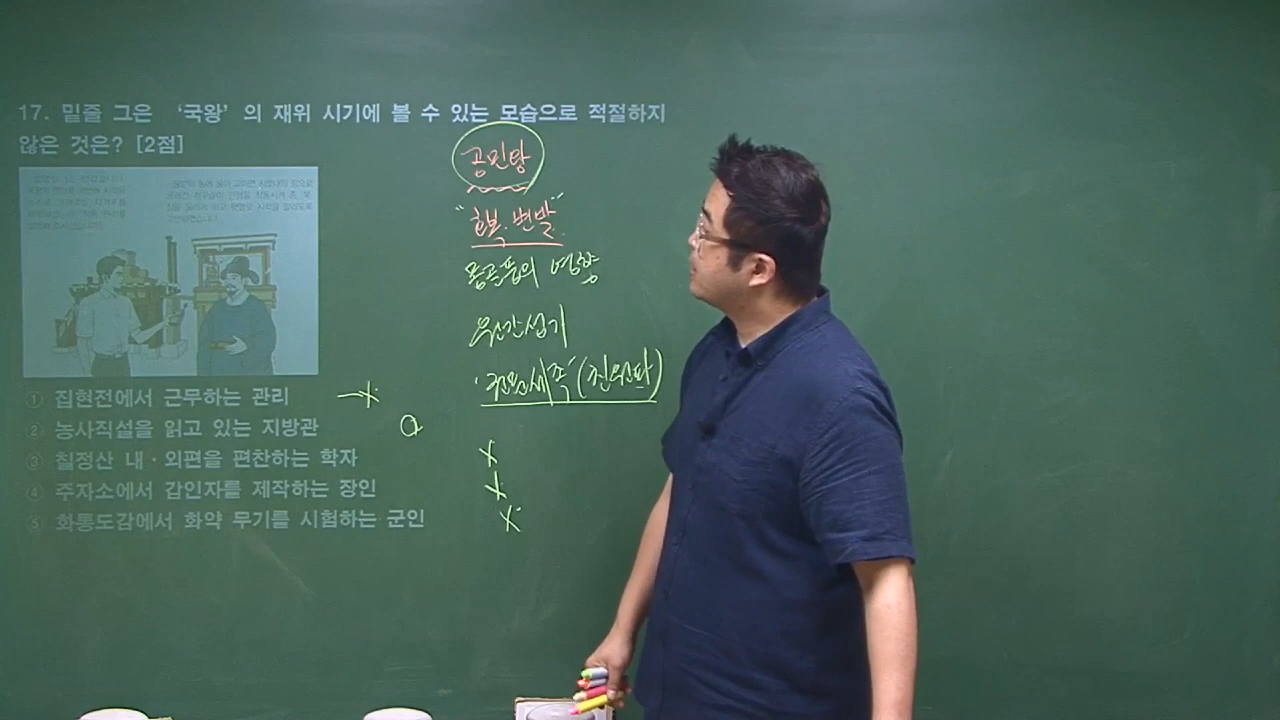 17. 밑줄 그은 ‘국왕’ 의 재위 시기에 볼 수 있는 모습으로 적절하지
않은 것은? [2점]
① 집현전에서 근무하는 관리
② 농사직설을 읽고 있는 지방관
③ 칠정산 내·외편을 편찬하는 학자
④ 주자소에서 갑인자를 제작하는 장인
⑤ 화통도감에서 화약 무기를 시험하는 군인
공민왕
“호복.변발”
몽골풍의 영향
원간섭기
‘권문세족’(친원파)
X
X
X
X